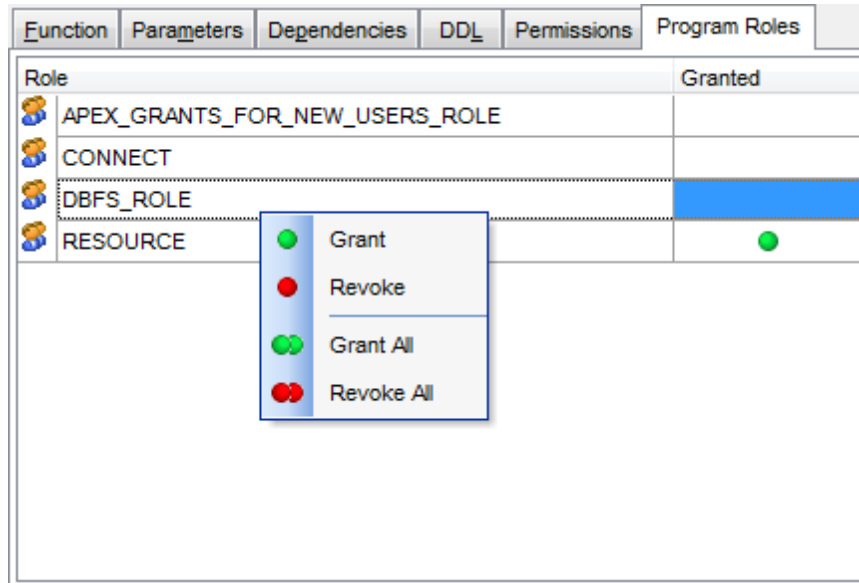 Function Parameters Dependencies DDL Permissions Program Roles
Role Granted
APEX_GRANTS_FOR_NEW_USERS_ROLE
CONNECT
DBFS_ROLE
RESOURCE
Grant
Revoke
Grant All
Revoke All